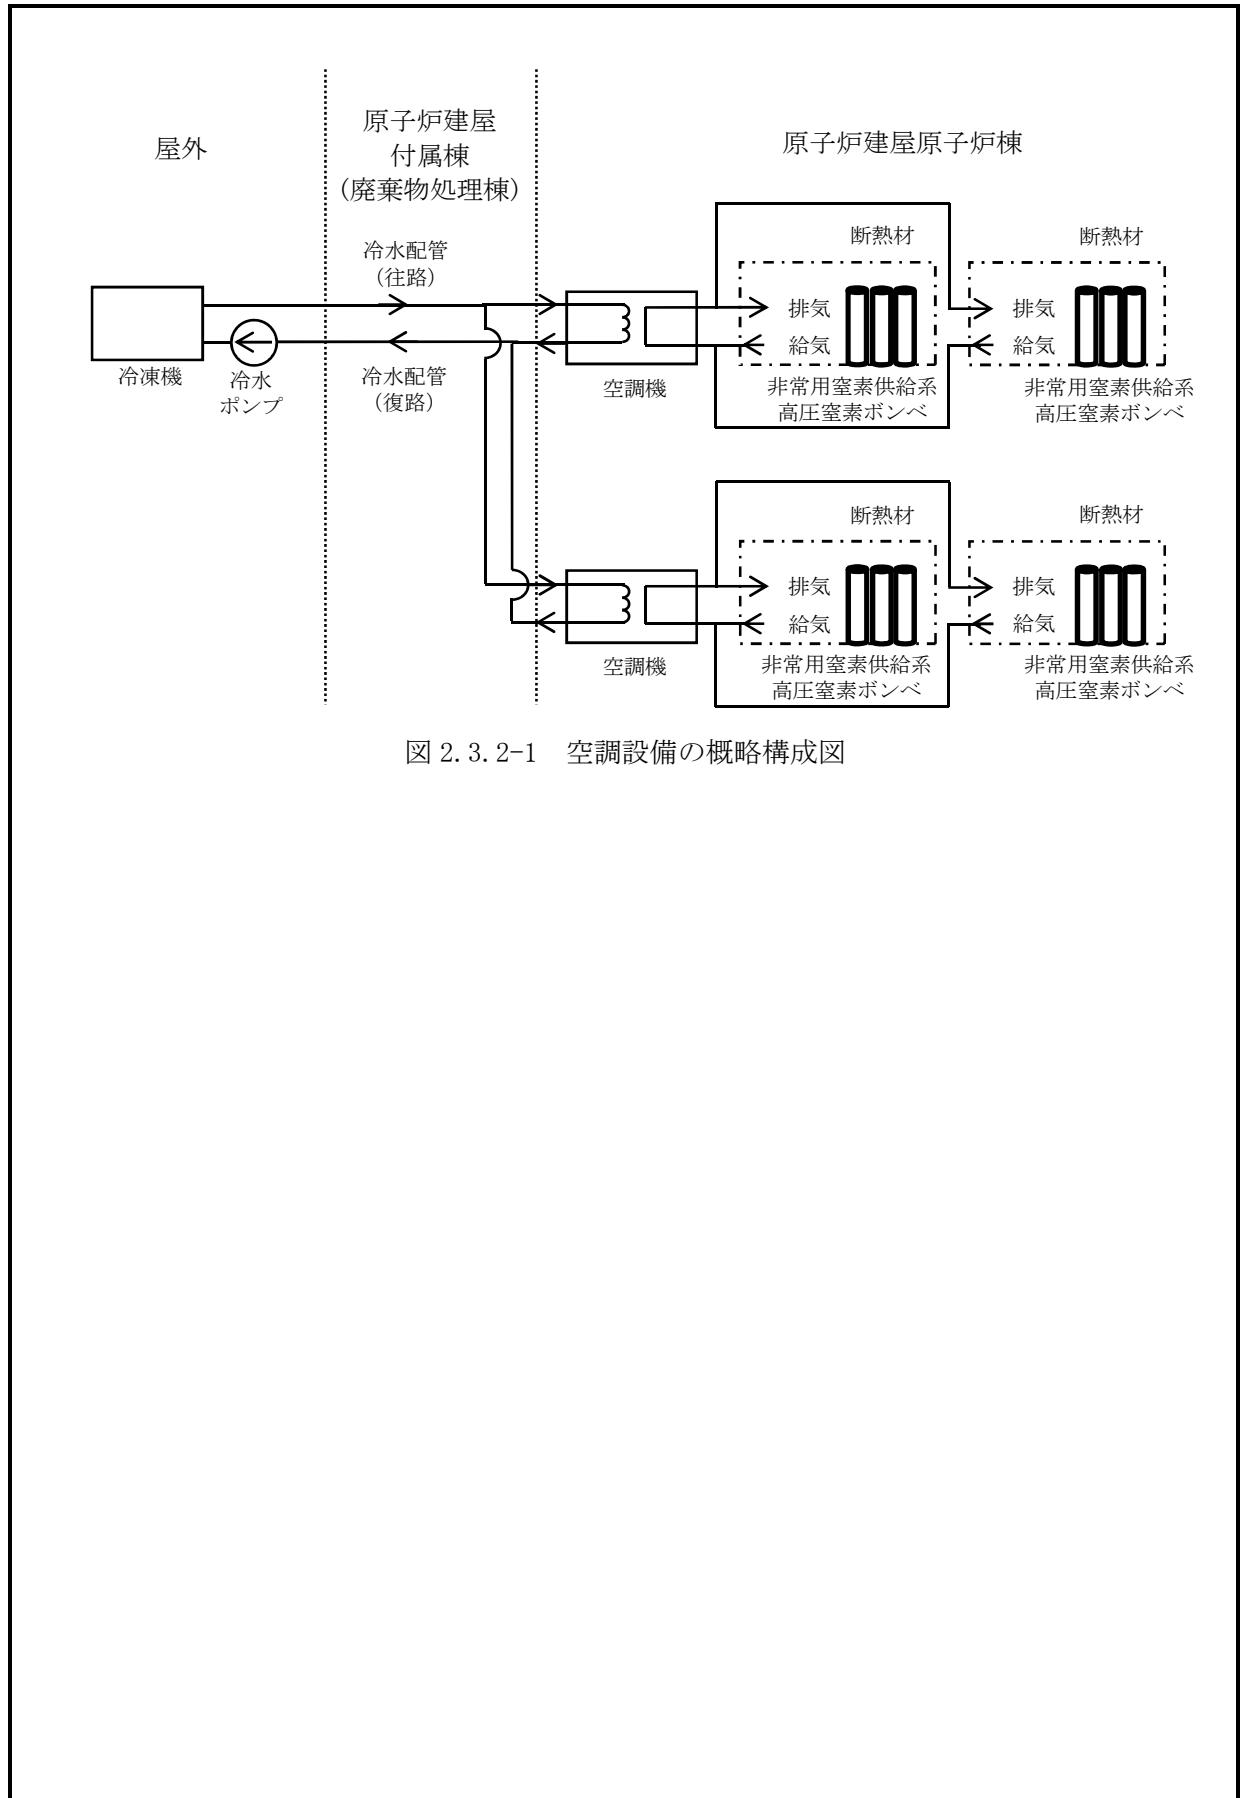 屋外
原子炉建屋
付属棟
(廃棄物処理棟)
原子炉建屋原子炉棟
冷水配管
(往路)
冷凍機
冷水
ポンプ
冷水配管
(復路)
空調機
断熱材
排気
給気
非常用窒素供給系
高圧窒素ボンベ
断熱材
排気
給気
非常用窒素供給系
高圧窒素ボンベ
空調機
断熱材
排気
給気
非常用窒素供給系
高圧窒素ボンベ
断熱材
排気
給気
非常用窒素供給系
高圧窒素ボンベ
図 2.3.2-1　空調設備の概略構成図